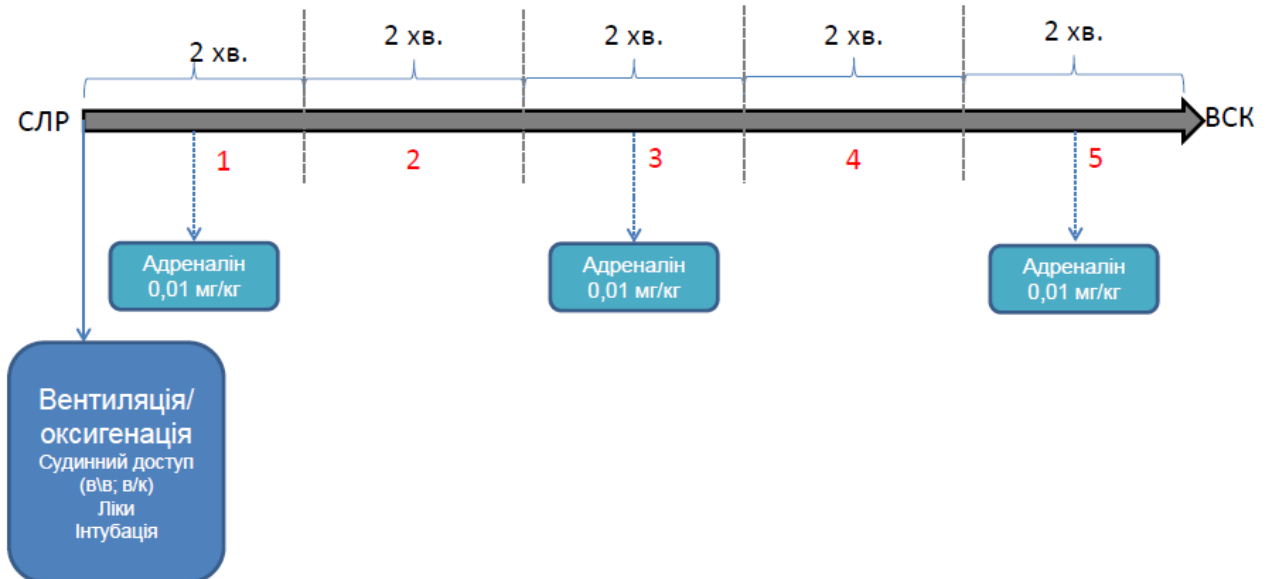 2 хв.
2 хв.
2 хв.
2 хв.
2 хв.
СЛР
ВСК
1
2
3
4
5
Адреналін
0,01 мг/кг
Адреналін
0,01 мг/кг
Адреналін
0,01 мг/кг
Вентиляція/
оксигенація
Судинний доступ
(в\в; в/к)
Ліки
Інтубація